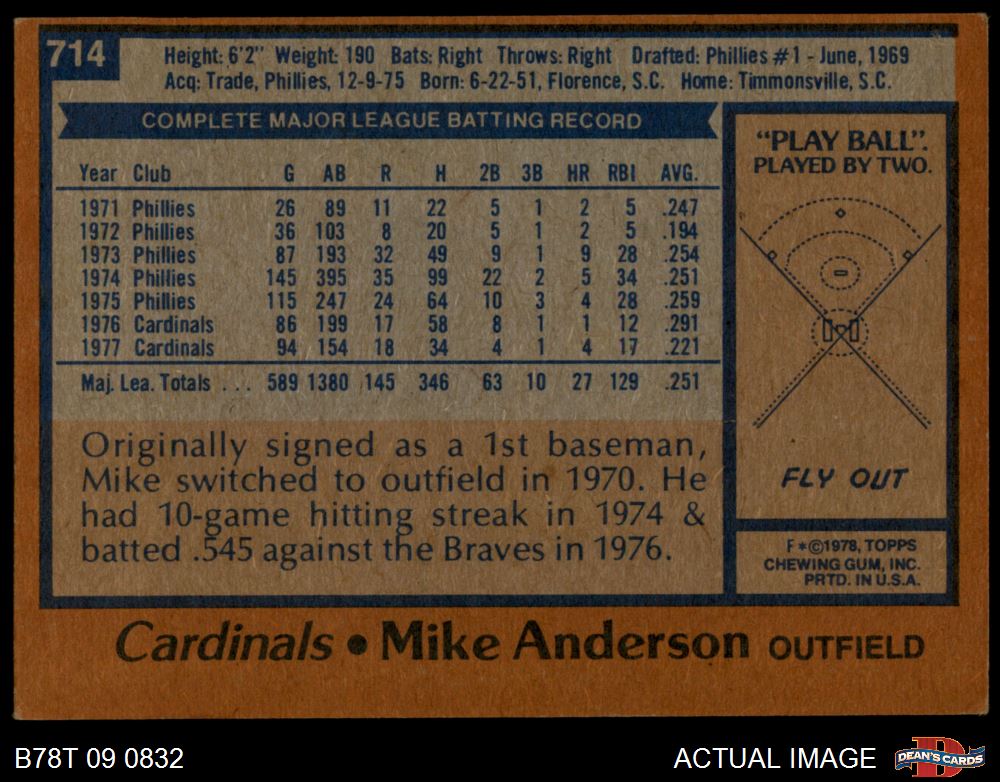 714
Height: 6'2" Weight: 190 Bats: Right Throws: Right Drafted: Phillies #1 - June, 1969
Acq: Trade, Phillies, 12-9-75 Born: 6-22-51, Florence, S.C. Home: Timmonsville, S.C.
COMPLETE MAJOR LEAGUE BATTING RECORD
Year Club G AB R H 2B 3B HR RBI AVG.
1971 Phillies 26 89 11 22 5 1 2 5 .247
1972 Phillies 36 103 8 20 5 1 2 5 .194
1973 Phillies 87 193 32 49 9 1 9 28 .254
1974 Phillies 145 395 35 99 22 2 5 34 .251
1975 Phillies 115 247 24 64 10 3 4 28 .259
1976 Cardinals 86 199 17 58 8 1 1 12 .291
1977 Cardinals 94 154 18 34 4 1 4 17 .221
Maj. Lea. Totals . . . 589 1380 145 346 63 10 27 129 .251
Originally signed as a 1st baseman,
Mike switched to outfield in 1970. He
had 10-game hitting streak in 1974 &
batted .545 against the Braves in 1976.
"PLAY BALL".
PLAYED BY TWO.
FLY OUT
F*©1978, TOPPS
CHEWING GUM, INC.
PRTD. IN U.S.A.
Cardinals • Mike Anderson OUTFIELD
B78T 09 0832
ACTUAL IMAGE
D
DEAN'S CARDS